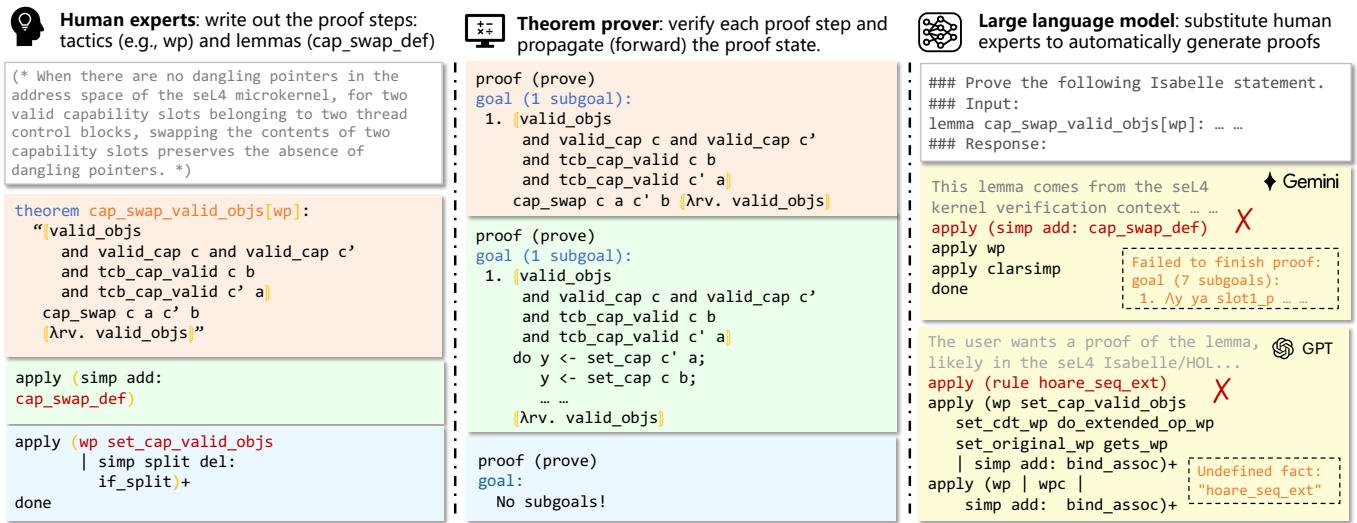 Human experts: write out the proof steps:
tactics (e.g., wp) and lemmas (cap_swap_def)
(* When there are no dangling pointers in the
address space of the seL4 microkernel, for two
valid capability slots belonging to two thread
control blocks, swapping the contents of two
capability slots preserves the absence of
dangling pointers. *)
theorem cap_swap_valid_objs[wp]:
“⦃valid_objs
and valid_cap c and valid_cap c’
and tcb_cap_valid c b
and tcb_cap_valid c’ a⦄
cap_swap c a c’ b
⦃λrv. valid_objs⦄”
apply (simp add:
cap_swap_def)
apply (wp set_cap_valid_objs
| simp split del:
if_split)+
done
Theorem prover: verify each proof step and
propagate (forward) the proof state.
proof (prove)
goal (1 subgoal):
1. ⦃valid_objs
and valid_cap c and valid_cap c’
and tcb_cap_valid c b
and tcb_cap_valid c' a⦄
cap_swap c a c' b ⦃λrv. valid_objs⦄
proof (prove)
goal (1 subgoal):
1. ⦃valid_objs
and valid_cap c and valid_cap c’
and tcb_cap_valid c b
and tcb_cap_valid c' a⦄
do y <- set_cap c' a;
y <- set_cap c b;
… …
⦃λrv. valid_objs⦄
proof (prove)
goal:
No subgoals!
Large language model: substitute human
experts to automatically generate proofs
### Prove the following Isabelle statement.
### Input:
lemma cap_swap_valid_objs[wp]: … …
### Response:
Gemini
This lemma comes from the seL4
kernel verification context … …
apply (simp add: cap_swap_def) ✗
apply wp
apply clarsimp
done
Failed to finish proof:
goal (7 subgoals):
1. ⋀y ya slot1_p … …
The user wants a proof of the lemma,
likely in the seL4 Isabelle/HOL...
GPT
apply (rule hoare_seq_ext) ✗
apply (wp set_cap_valid_objs
set_cdt_wp do_extended_op_wp
set_original_wp gets_wp
| simp add: bind_assoc)+
apply (wp | wpc |
simp add: bind_assoc)+
Undefined fact:
"hoare_seq_ext"